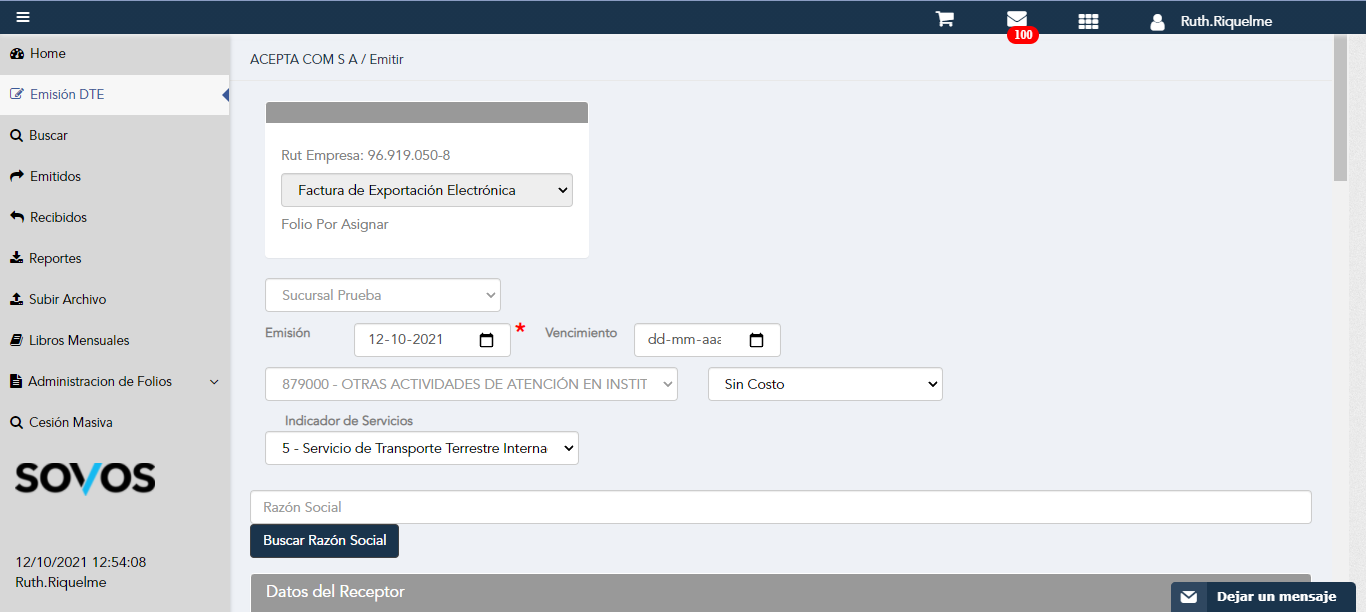 Ruth.Riquelme
100
Home
Emisión DTE
Buscar
Emitidos
Recibidos
Reportes
Subir Archivo
Libros Mensuales
Administracion de Folios
Cesión Masiva
SOVOS
12/10/2021 12:54:08
Ruth.Riquelme
ACEPTA COM S A / Emitir
Rut Empresa: 96.919.050-8
Factura de Exportación Electrónica
Folio Por Asignar
Sucursal Prueba
Emisión 12-10-2021 * Vencimiento dd-mm-aaa
879000 - OTRAS ACTIVIDADES DE ATENCIÓN EN INSTIT Sin Costo
Indicador de Servicios
5 - Servicio de Transporte Terrestre Interna
Razón Social
Buscar Razón Social
Datos del Receptor
Dejar un mensaje